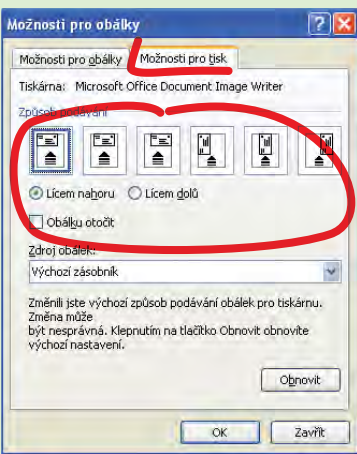 Možnosti pro obálky
Možnosti pro obálky
Možnosti pro tisk
Tiskárna: Microsoft Office Document Image Writer
Způsob podávání
Lícem nahoru
Lícem dolů
Obálku otočit
Zdroj obálek:
Výchozí zásobník
Změnili jste výchozí způsob podávání obálek pro tiskárnu.
Změna může
být nesprávná. Klepnutím na tlačítko Obnovit obnovíte
výchozí nastavení.
Obnovit
OK
Zavřít